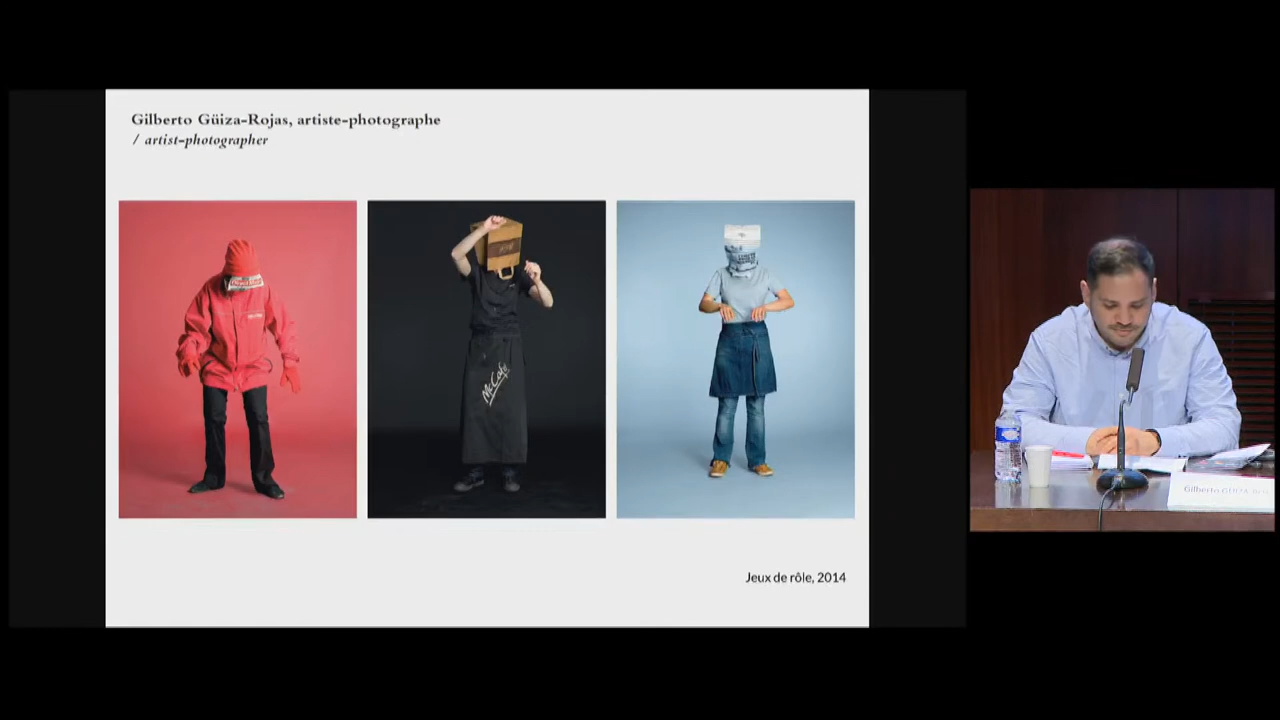 Gilberto Güiza-Rojas, artiste-photographe
/ artist-photographer
McCafé
Jeux de rôle, 2014
Gilberto